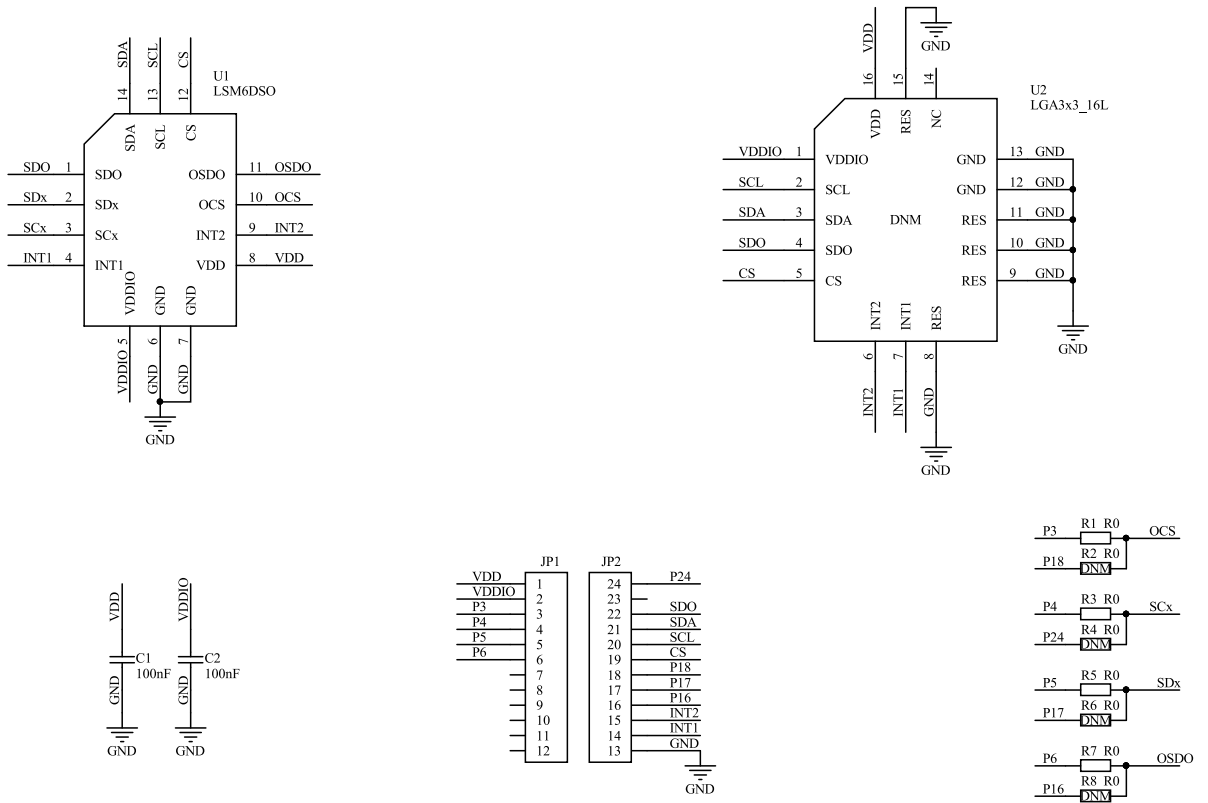 U1
LSM6DSO
SDA
SCL
CS
14
13
12
SDA
SCL
CS
SDO 1 SDO
SDx 2 SDx
SCx 3 SCx
INT1 4 INT1
OSDO 11 OSDO
OCS 10 OCS
INT2 9 INT2
VDD 8 VDD
VDDIO
GND
GND
5
6
7
VDDIO
GND
GND
GND
U2
LGA3x3_16L
VDD
GND
16
15
14
VDD
RES
NC
VDDIO 1 VDDIO
SCL 2 SCL
SDA 3 SDA
SDO 4 SDO
CS 5 CS
DNM
GND 13 GND
GND 12 GND
RES 11 GND
RES 10 GND
RES 9 GND
GND
INT2
INT1
RES
6
7
8
INT2
INT1
GND
GND
VDD
C1
100nF
GND
GND
VDDIO
C2
100nF
GND
GND
JP1
VDD 1
VDDIO 2
P3 3
P4 4
P5 5
P6 6
7
8
9
10
11
12
JP2
24 P24
23
22 SDO
21 SDA
20 SCL
19 CS
18 P18
17 P17
16 P16
15 INT2
14 INT1
13 GND
GND
P3 R1 R0 OCS
P18 R2 R0
DNM
P4 R3 R0 SCx
P24 R4 R0
DNM
P5 R5 R0 SDx
P17 R6 R0
DNM
P6 R7 R0 OSDO
P16 R8 R0
DNM